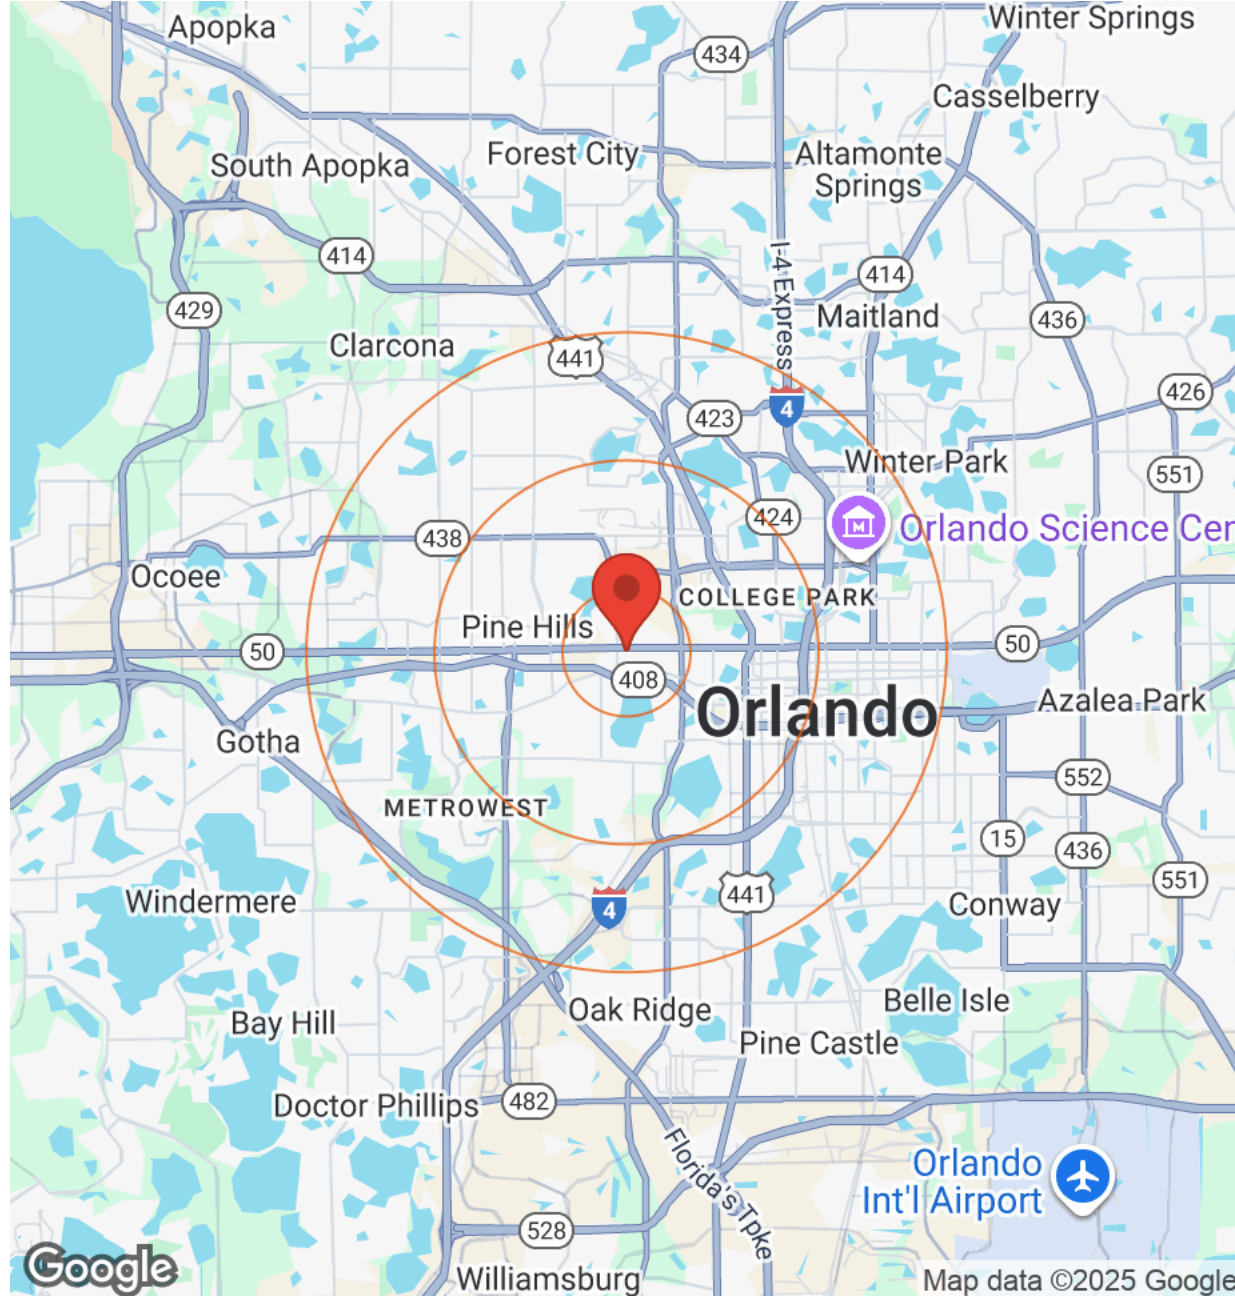 Apopka
Winter Springs
434
Casselberry
Forest City
Altamonte
Springs
South Apopka
414
I-4 Express
414
429
Maitland
436
Clarcona
441
426
4
423
Winter Park
551
424
Orlando Science Cer
438
Ocoee
COLLEGE PARK
Pine Hills
50
50
408
Orlando
Azalea Park
Gotha
552
METROWEST
15
436
551
441
Windermere
4
Conway
Belle Isle
Oak Ridge
Bay Hill
Pine Castle
482
Doctor Phillips
Florida's Tpke
Orlando
Int'l Airport
528
Google
Williamsburg
Map data ©2025 Google